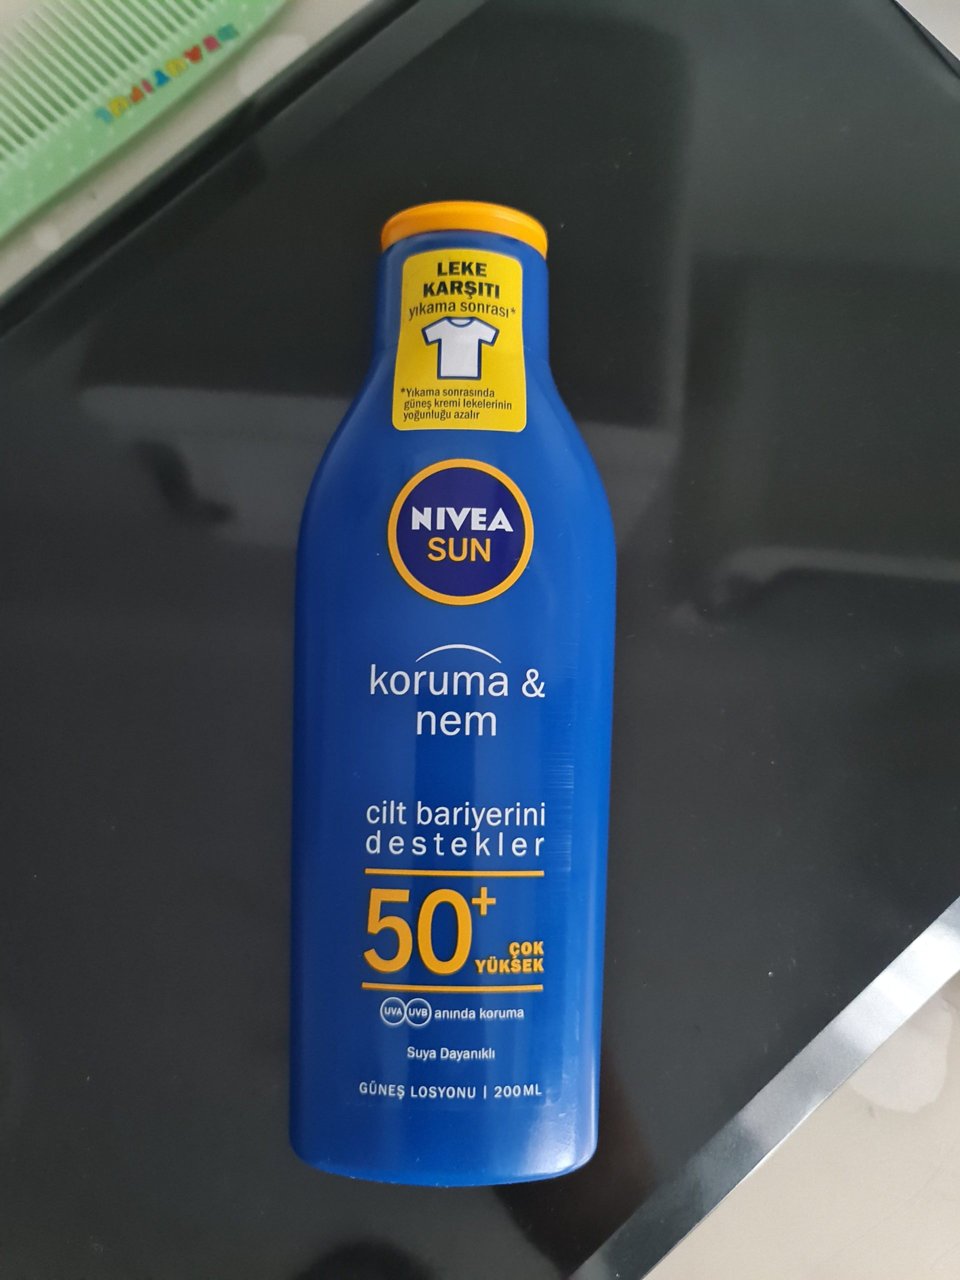 BEAUTIFUL
LEKE
KARŞITI
yıkama sonrası*
*Yıkama sonrasında
güneş kremi lekelerinin
yoğunluğu azalır
NIVEA
SUN
koruma &
nem
cilt bariyerini
destekler
50+
ÇOK
YÜKSEK
UVA UVB anında koruma
Suya Dayanıklı
GÜNEŞ LOSYONU | 200ML